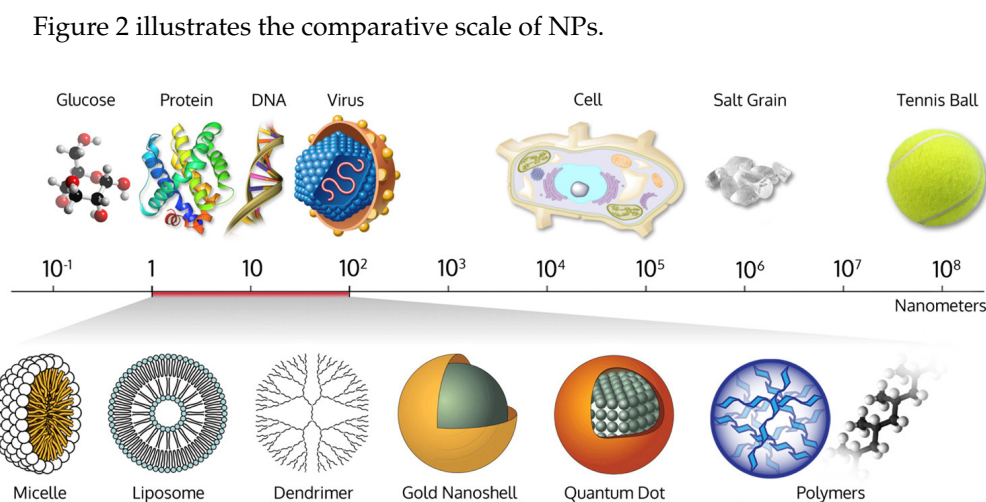 Figure 2 illustrates the comparative scale of NPs.
Glucose Protein DNA Virus Cell Salt Grain Tennis Ball
10⁻¹ 1 10 10² 10³ 10⁴ 10⁵ 10⁶ 10⁷ 10⁸
Nanometers
Micelle Liposome Dendrimer Gold Nanoshell Quantum Dot Polymers